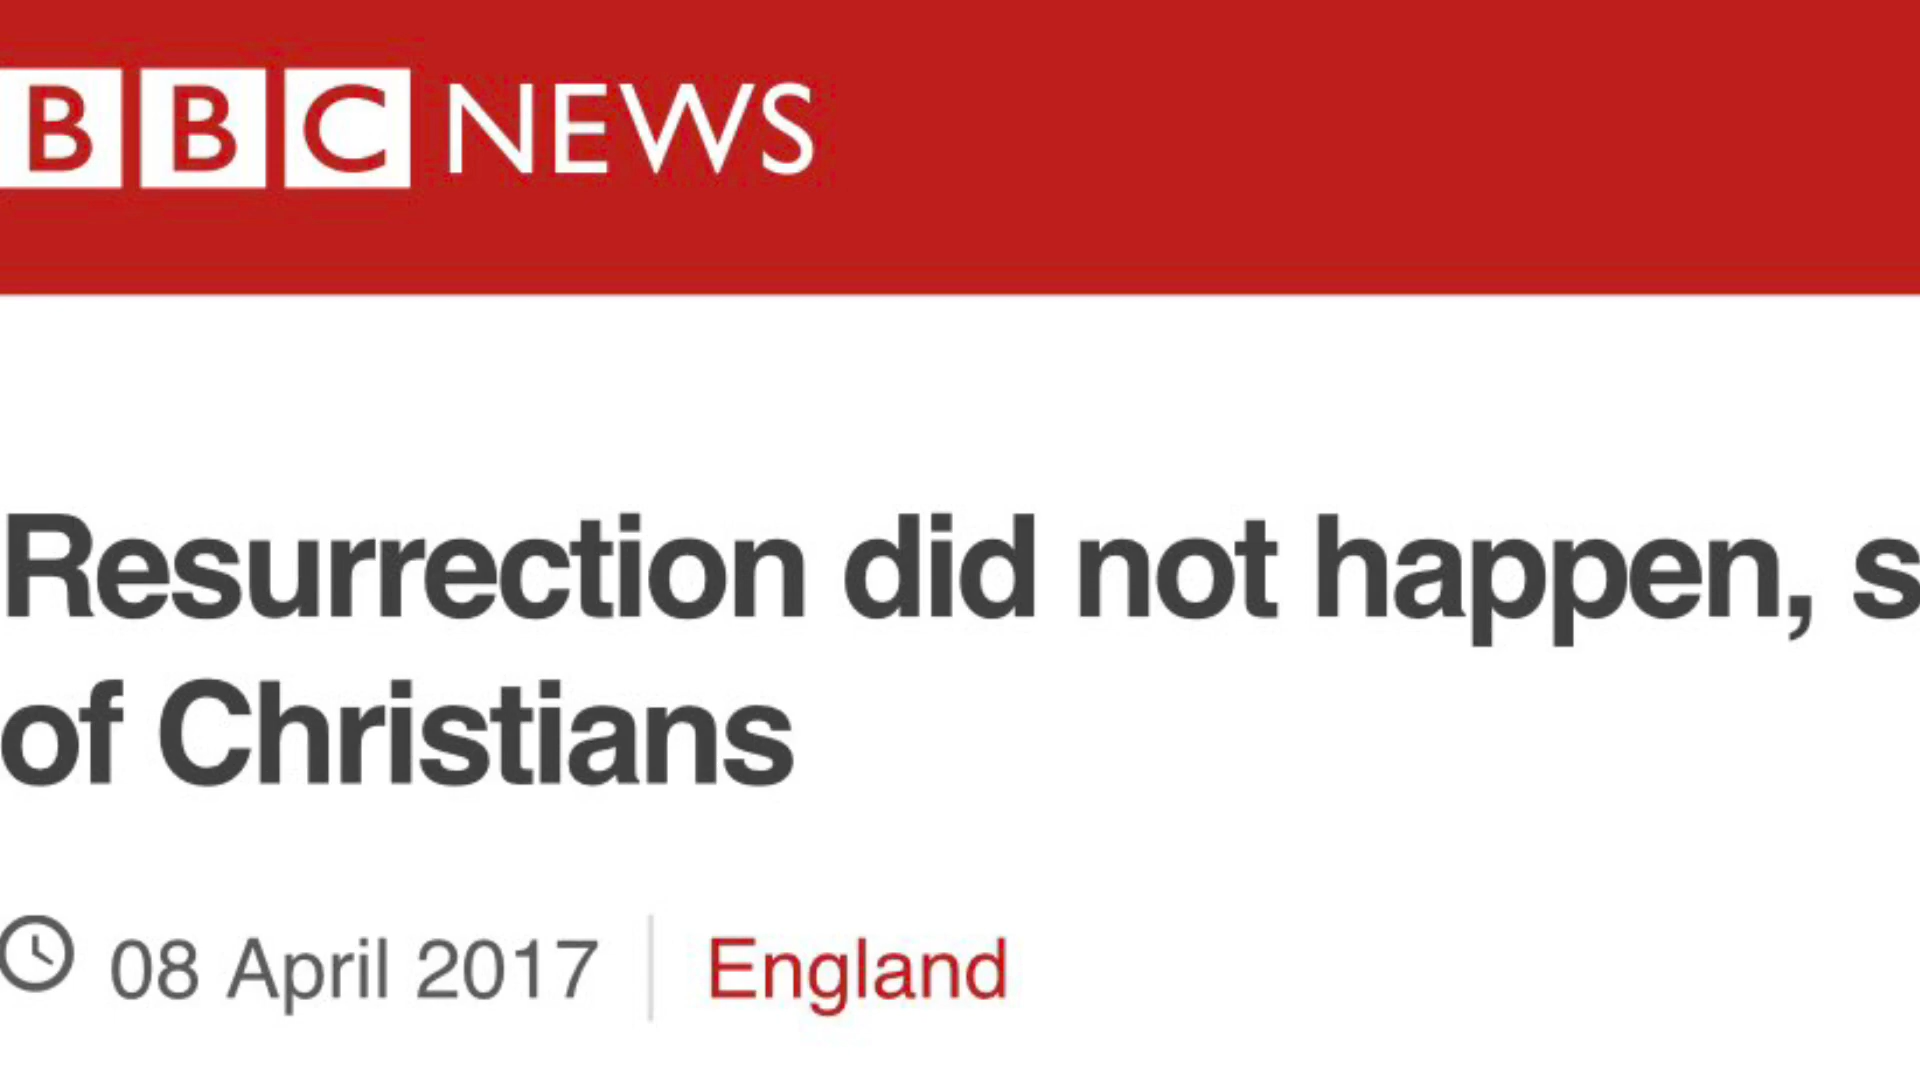 BBC NEWS
Resurrection did not happen, s
of Christians
08 April 2017 England